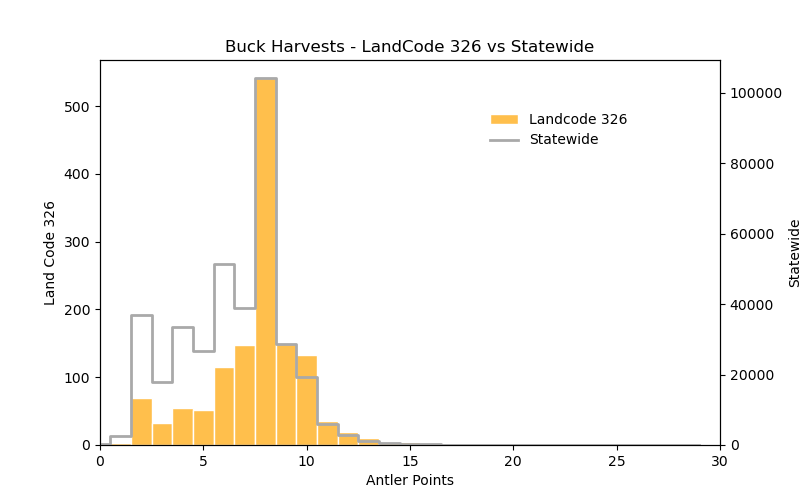 Buck Harvests - LandCode 326 vs Statewide
Landcode 326
Statewide
Land Code 326
500
400
300
200
100
0
100000
80000
60000
40000
20000
0
Statewide
0 5 10 15 20 25 30
Antler Points